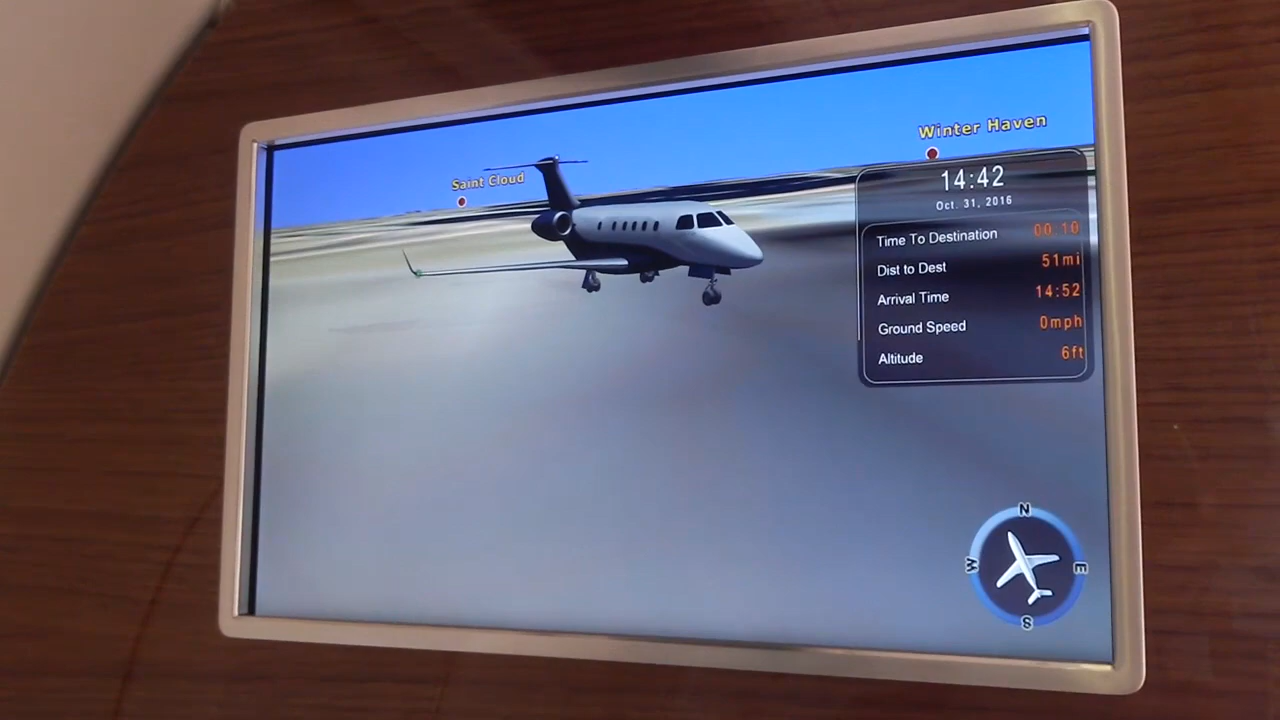 Winter Haven
Saint Cloud
14:42
Oct. 31, 2016
Time To Destination 00:10
Dist to Dest 51mi
Arrival Time 14:52
Ground Speed 0mph
Altitude 6ft
N
W E
S